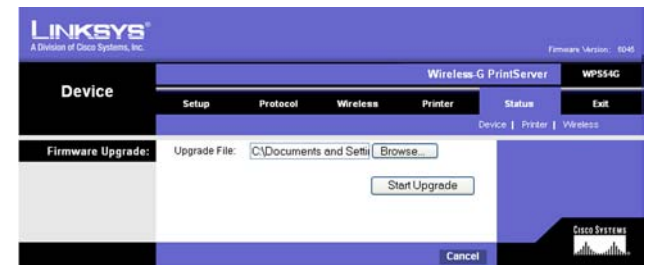 LINKSYS®
A Division of Cisco Systems, Inc.
Firmware Version: 6045
Wireless-G PrintServer WPS54G
Device
Setup Protocol Wireless Printer Status Exit
Device | Printer | Wireless
Firmware Upgrade:
Upgrade File: C:\Documents and Setti Browse...
Start Upgrade
CISCO SYSTEMS
Cancel